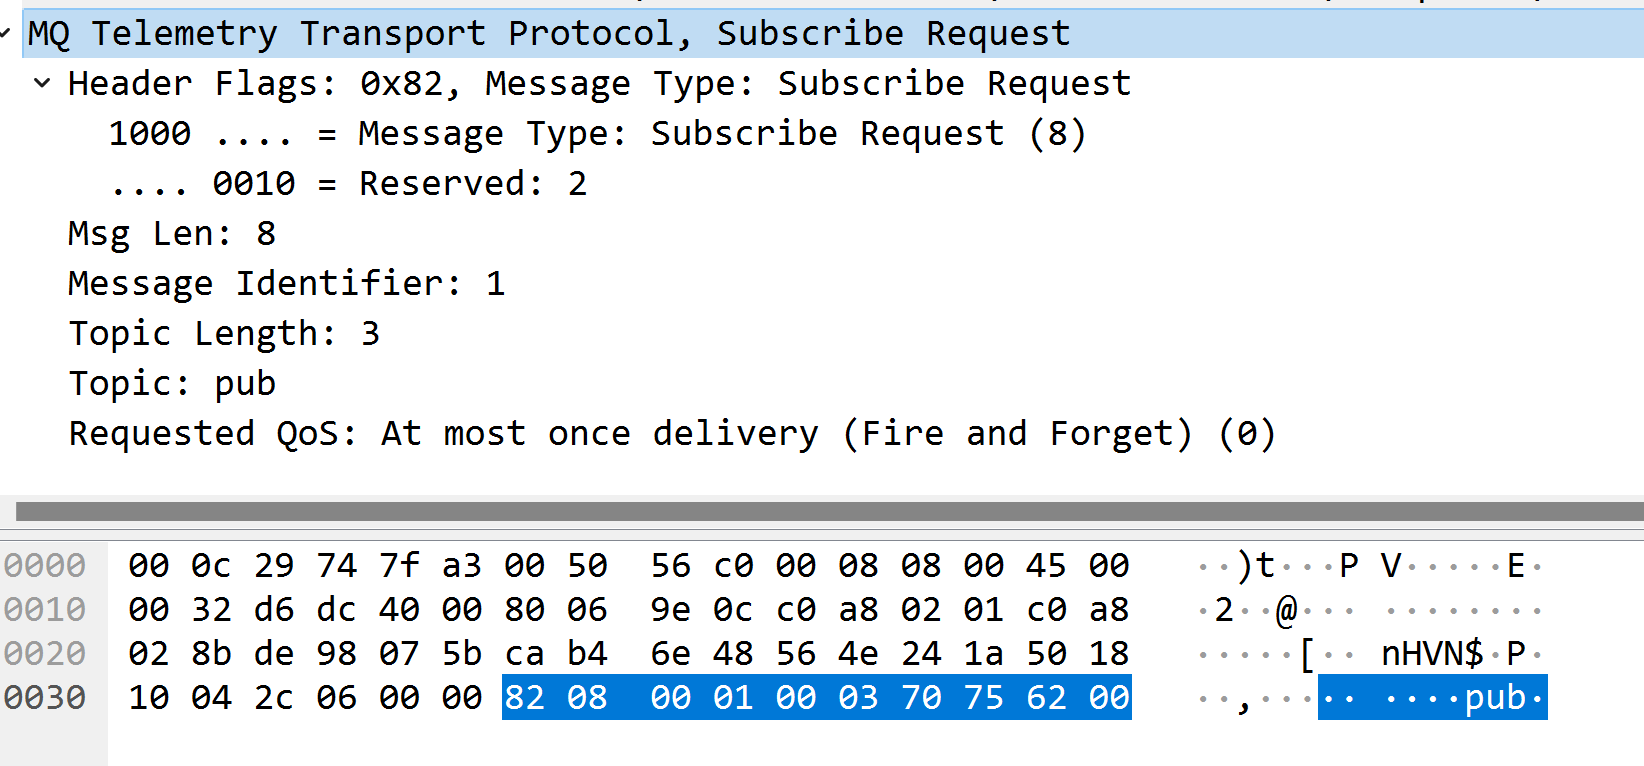 MQ Telemetry Transport Protocol, Subscribe Request
Header Flags: 0x82, Message Type: Subscribe Request
1000 .... = Message Type: Subscribe Request (8)
.... 0010 = Reserved: 2
Msg Len: 8
Message Identifier: 1
Topic Length: 3
Topic: pub
Requested QoS: At most once delivery (Fire and Forget) (0)
0000 00 0c 29 74 7f a3 00 50 56 c0 00 08 08 00 45 00 ··)t···P V·····E·
0010 00 32 d6 dc 40 00 80 06 9e 0c c0 a8 02 01 c0 a8 ·2··@··· ········
0020 02 8b de 98 07 5b ca b4 6e 48 56 4e 24 1a 50 18 ·····[·· nHVN$·P·
0030 10 04 2c 06 00 00 82 08 00 01 00 03 70 75 62 00 ··,····· ····pub·